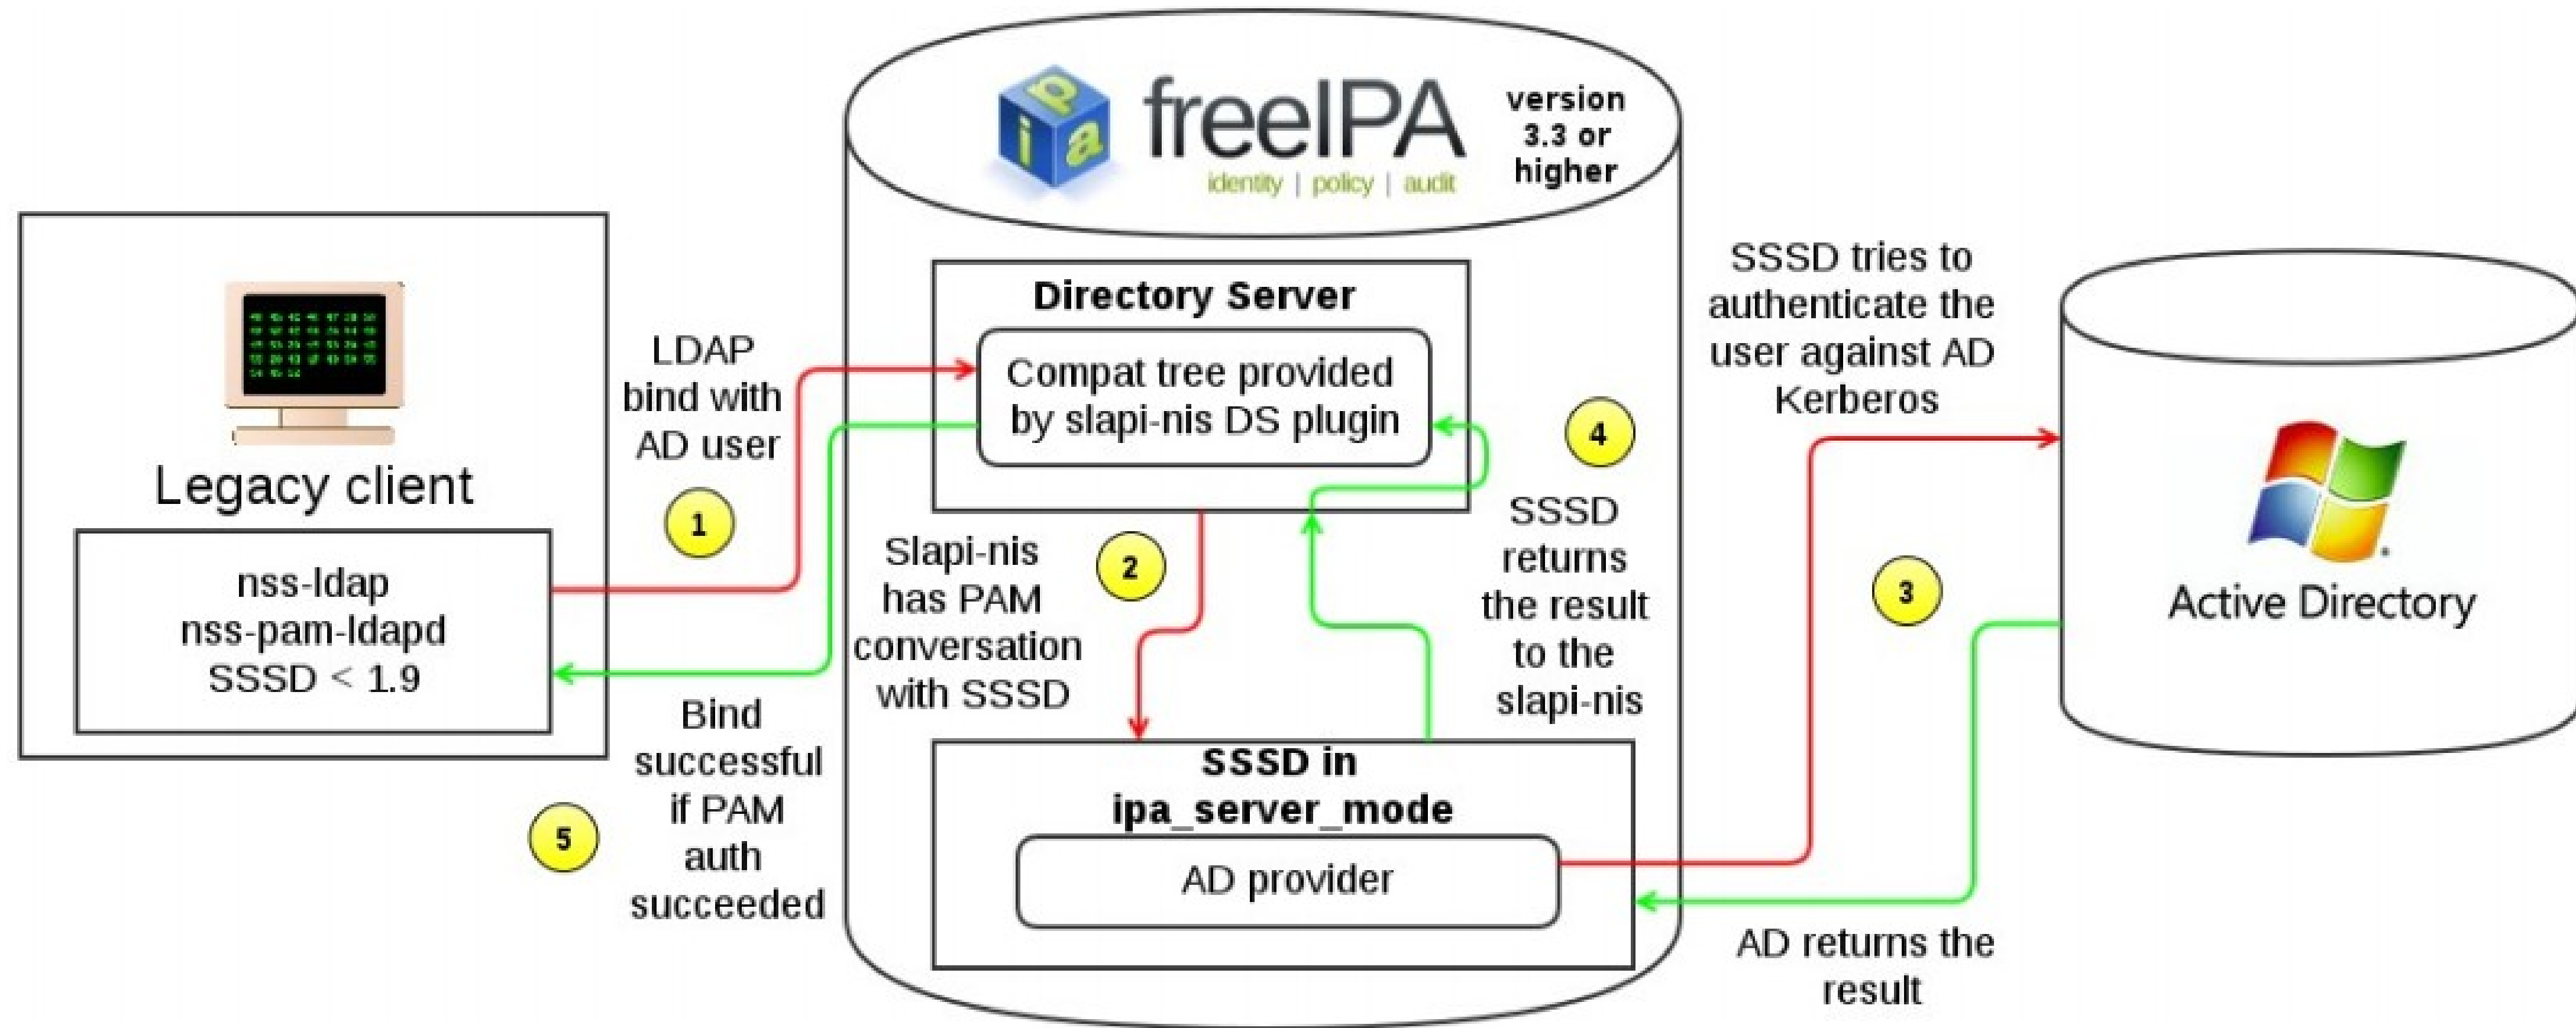 freeIPA
identity | policy | audit
version
3.3 or
higher
Legacy client
nss-ldap
nss-pam-ldapd
SSSD < 1.9
LDAP
bind with
AD user
1
Directory Server
Compat tree provided
by slapi-nis DS plugin
Slapi-nis
has PAM
conversation
with SSSD
2
SSSD in
ipa_server_mode
AD provider
SSSD tries to
authenticate the
user against AD
Kerberos
3
Active Directory
AD returns the
result
4
SSSD
returns
the result
to the
slapi-nis
5
Bind
successful
if PAM
auth
succeeded